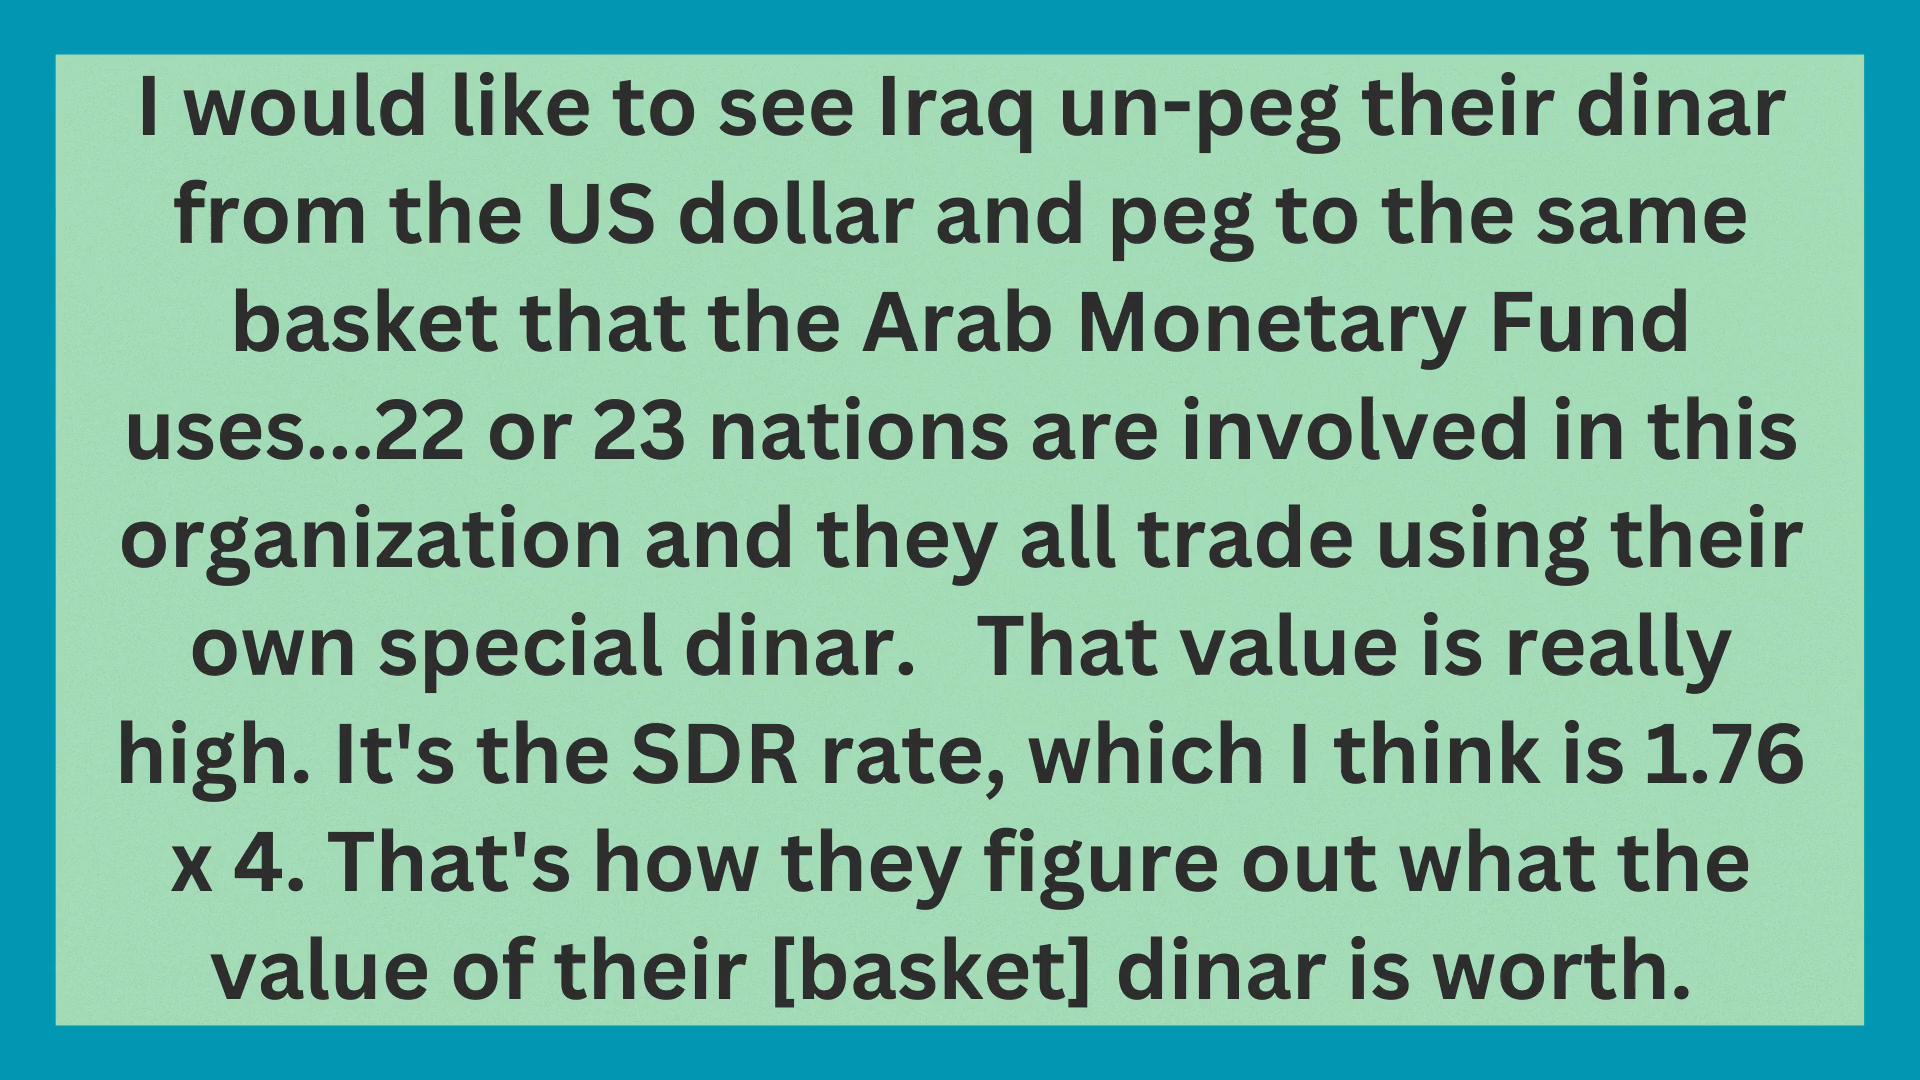 I would like to see Iraq un-peg their dinar
from the US dollar and peg to the same
basket that the Arab Monetary Fund
uses...22 or 23 nations are involved in this
organization and they all trade using their
own special dinar.   That value is really
high. It's the SDR rate, which I think is 1.76
x 4. That's how they figure out what the
value of their [basket] dinar is worth.